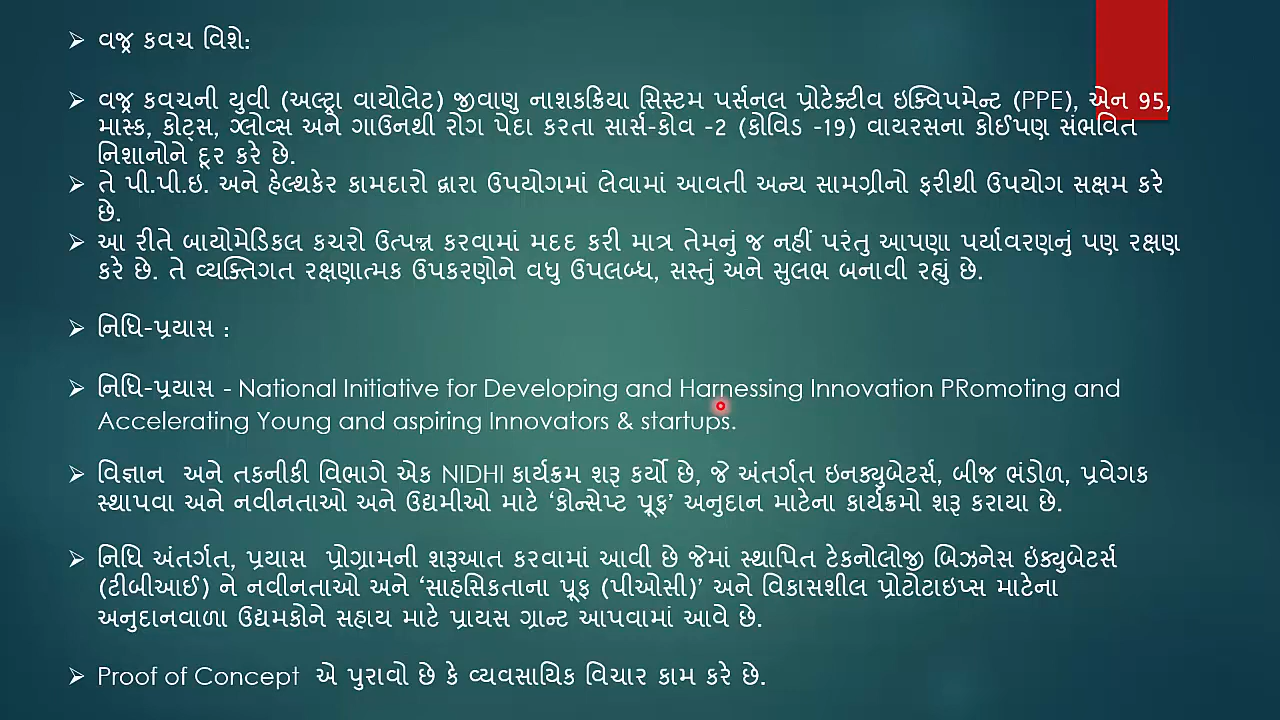 વજ્ર કવચ વિશે:
વજ્ર કવચની યુવી (અલ્ટ્રા વાયોલેટ) જીવાણુ નાશકક્રિયા સિસ્ટમ પર્સનલ પ્રોટેક્ટીવ ઇક્વિપમેન્ટ (PPE), એન 95,
માસ્ક, કોટ્સ, ગ્લોવ્સ અને ગાઉનથી રોગ પેદા કરતા સાર્સ-કોવ -2 (કોવિડ -19) વાયરસના કોઈપણ સંભવિત
નિશાનોને દૂર કરે છે.
તે પી.પી.ઇ. અને હેલ્થકેર કામદારો દ્વારા ઉપયોગમાં લેવામાં આવતી અન્ય સામગ્રીનો ફરીથી ઉપયોગ સક્ષમ કરે
છે.
આ રીતે બાયોમેડિકલ કચરો ઉત્પન્ન કરવામાં મદદ કરી માત્ર તેમનું જ નહીં પરંતુ આપણા પર્યાવરણનું પણ રક્ષણ
કરે છે. તે વ્યક્તિગત રક્ષણાત્મક ઉપકરણોને વધુ ઉપલબ્ધ, સસ્તું અને સુલભ બનાવી રહ્યું છે.
નિધિ-પ્રયાસ :
નિધિ-પ્રયાસ - National Initiative for Developing and Harnessing Innovation PRomoting and
Accelerating Young and aspiring Innovators & startups.
વિજ્ઞાન અને તકનીકી વિભાગે એક NIDHI કાર્યક્રમ શરૂ કર્યો છે, જે અંતર્ગત ઇનક્યુબેટર્સ, બીજ ભંડોળ, પ્રવેગક
સ્થાપવા અને નવીનતાઓ અને ઉદ્યમીઓ માટે ‘કોન્સેપ્ટ પ્રૂફ’ અનુદાન માટેના કાર્યક્રમો શરૂ કરાયા છે.
નિધિ અંતર્ગત, પ્રયાસ પ્રોગ્રામની શરૂઆત કરવામાં આવી છે જેમાં સ્થાપિત ટેકનોલોજી બિઝનેસ ઇંક્યુબેટર્સ
(ટીબીઆઈ) ને નવીનતાઓ અને ‘સાહસિકતાના પ્રૂફ (પીઓસી)’ અને વિકાસશીલ પ્રોટોટાઇપ્સ માટેના
અનુદાનવાળા ઉદ્યમકોને સહાય માટે પ્રાયસ ગ્રાન્ટ આપવામાં આવે છે.
Proof of Concept એ પુરાવો છે કે વ્યવસાયિક વિચાર કામ કરે છે.